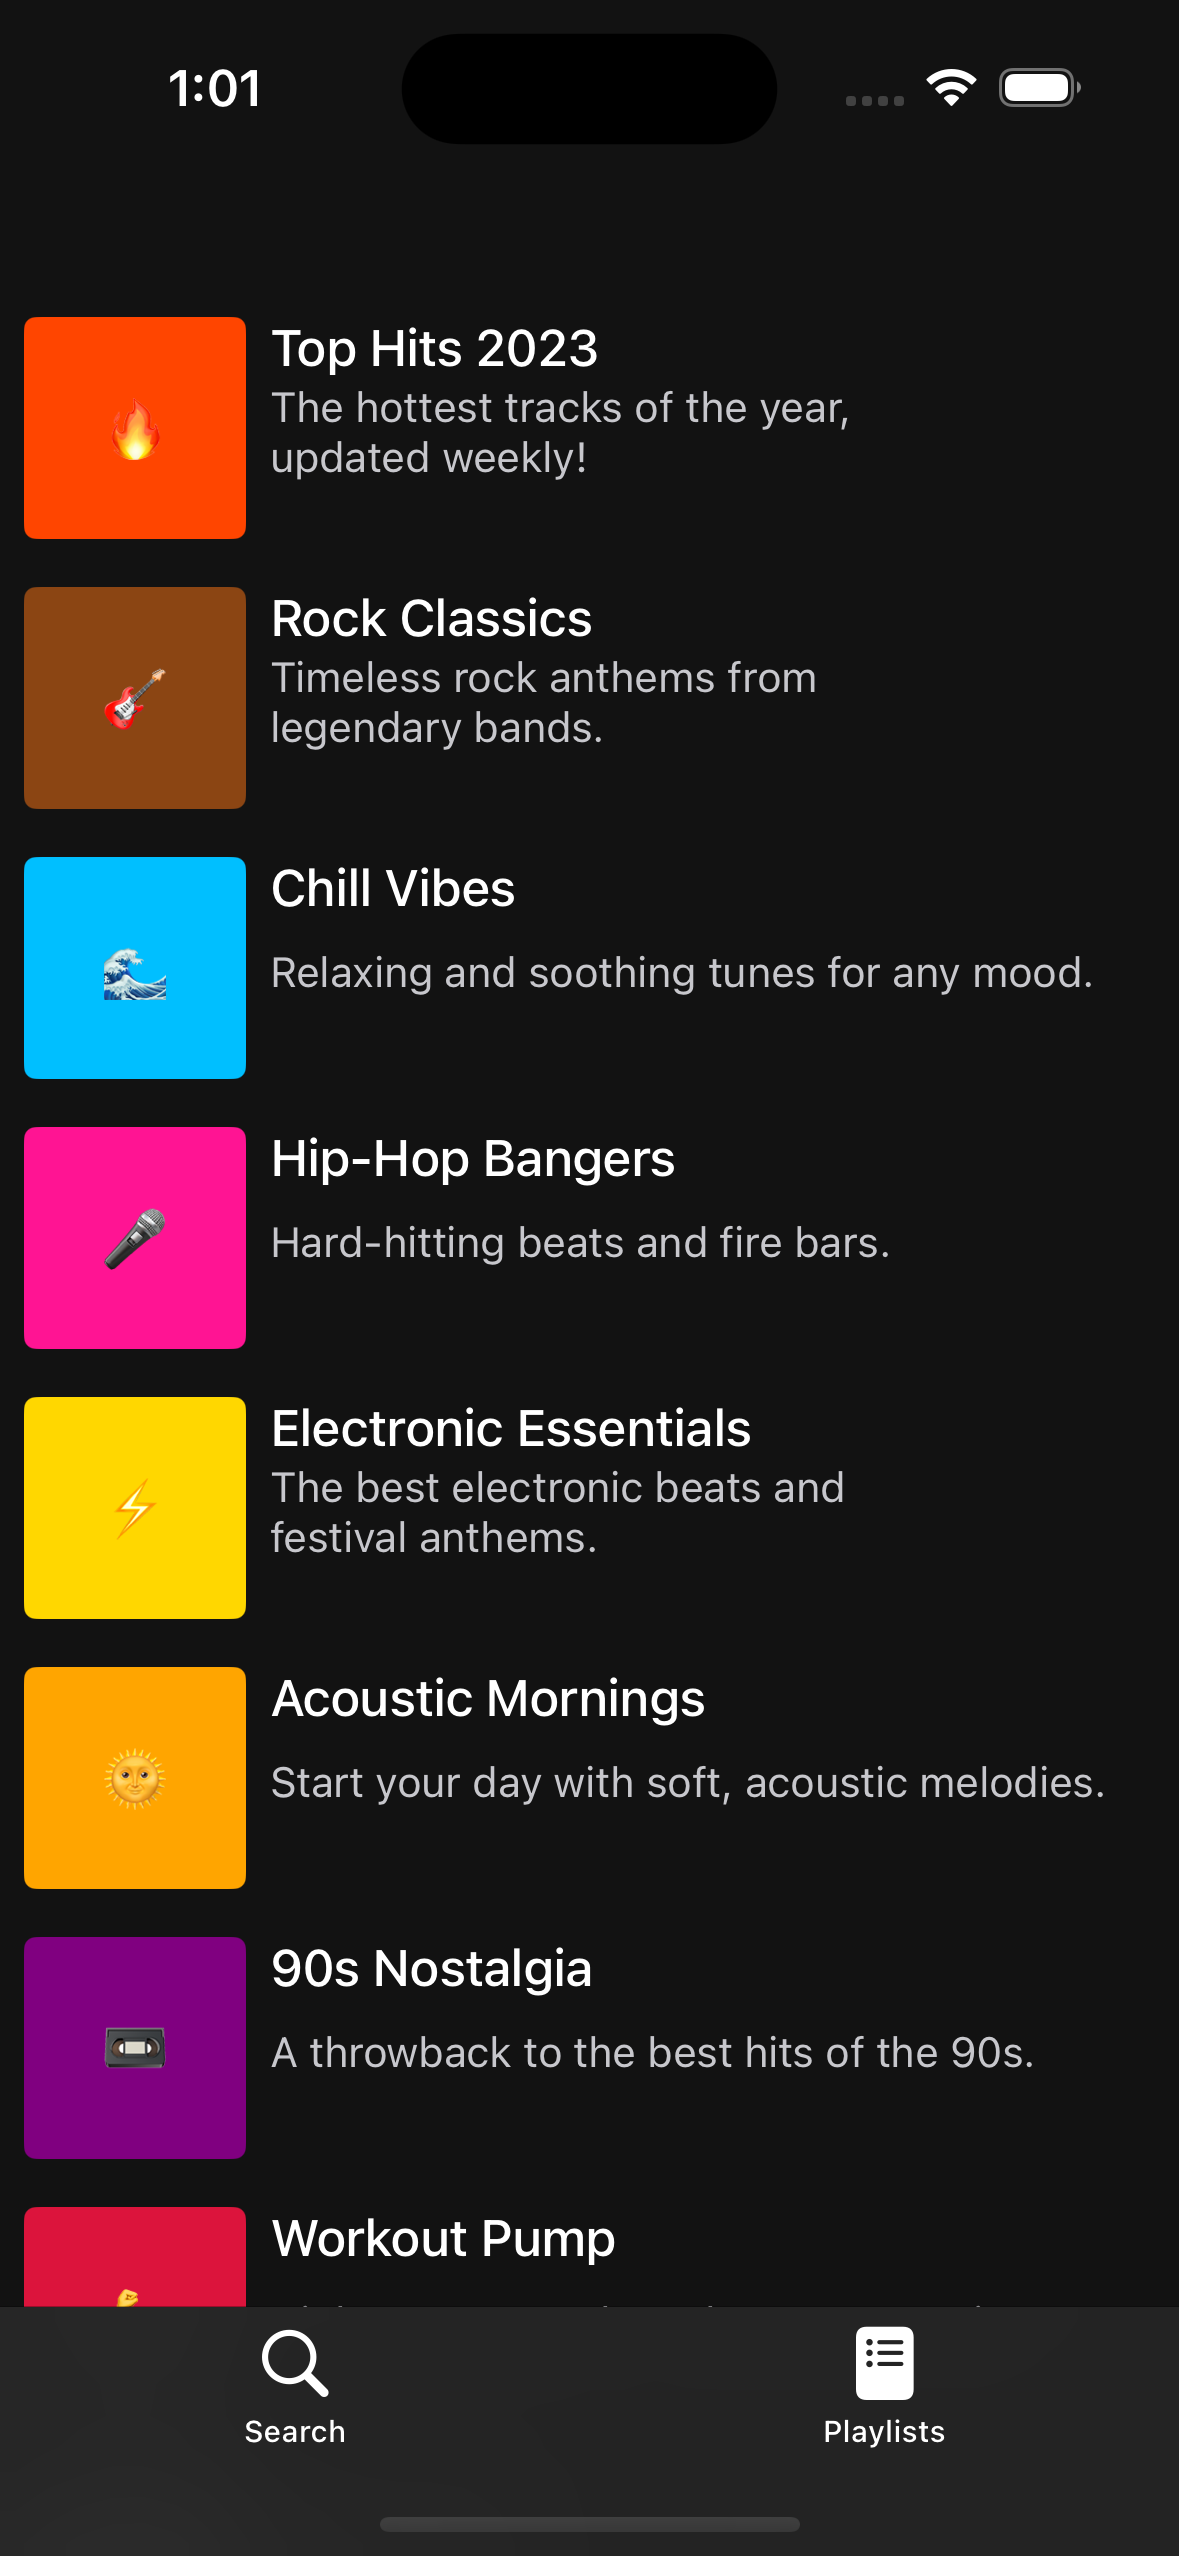 1:01
Top Hits 2023
The hottest tracks of the year,
updated weekly!
Rock Classics
Timeless rock anthems from
legendary bands.
Chill Vibes
Relaxing and soothing tunes for any mood.
Hip-Hop Bangers
Hard-hitting beats and fire bars.
Electronic Essentials
The best electronic beats and
festival anthems.
Acoustic Mornings
Start your day with soft, acoustic melodies.
90s Nostalgia
A throwback to the best hits of the 90s.
Workout Pump
Search
Playlists